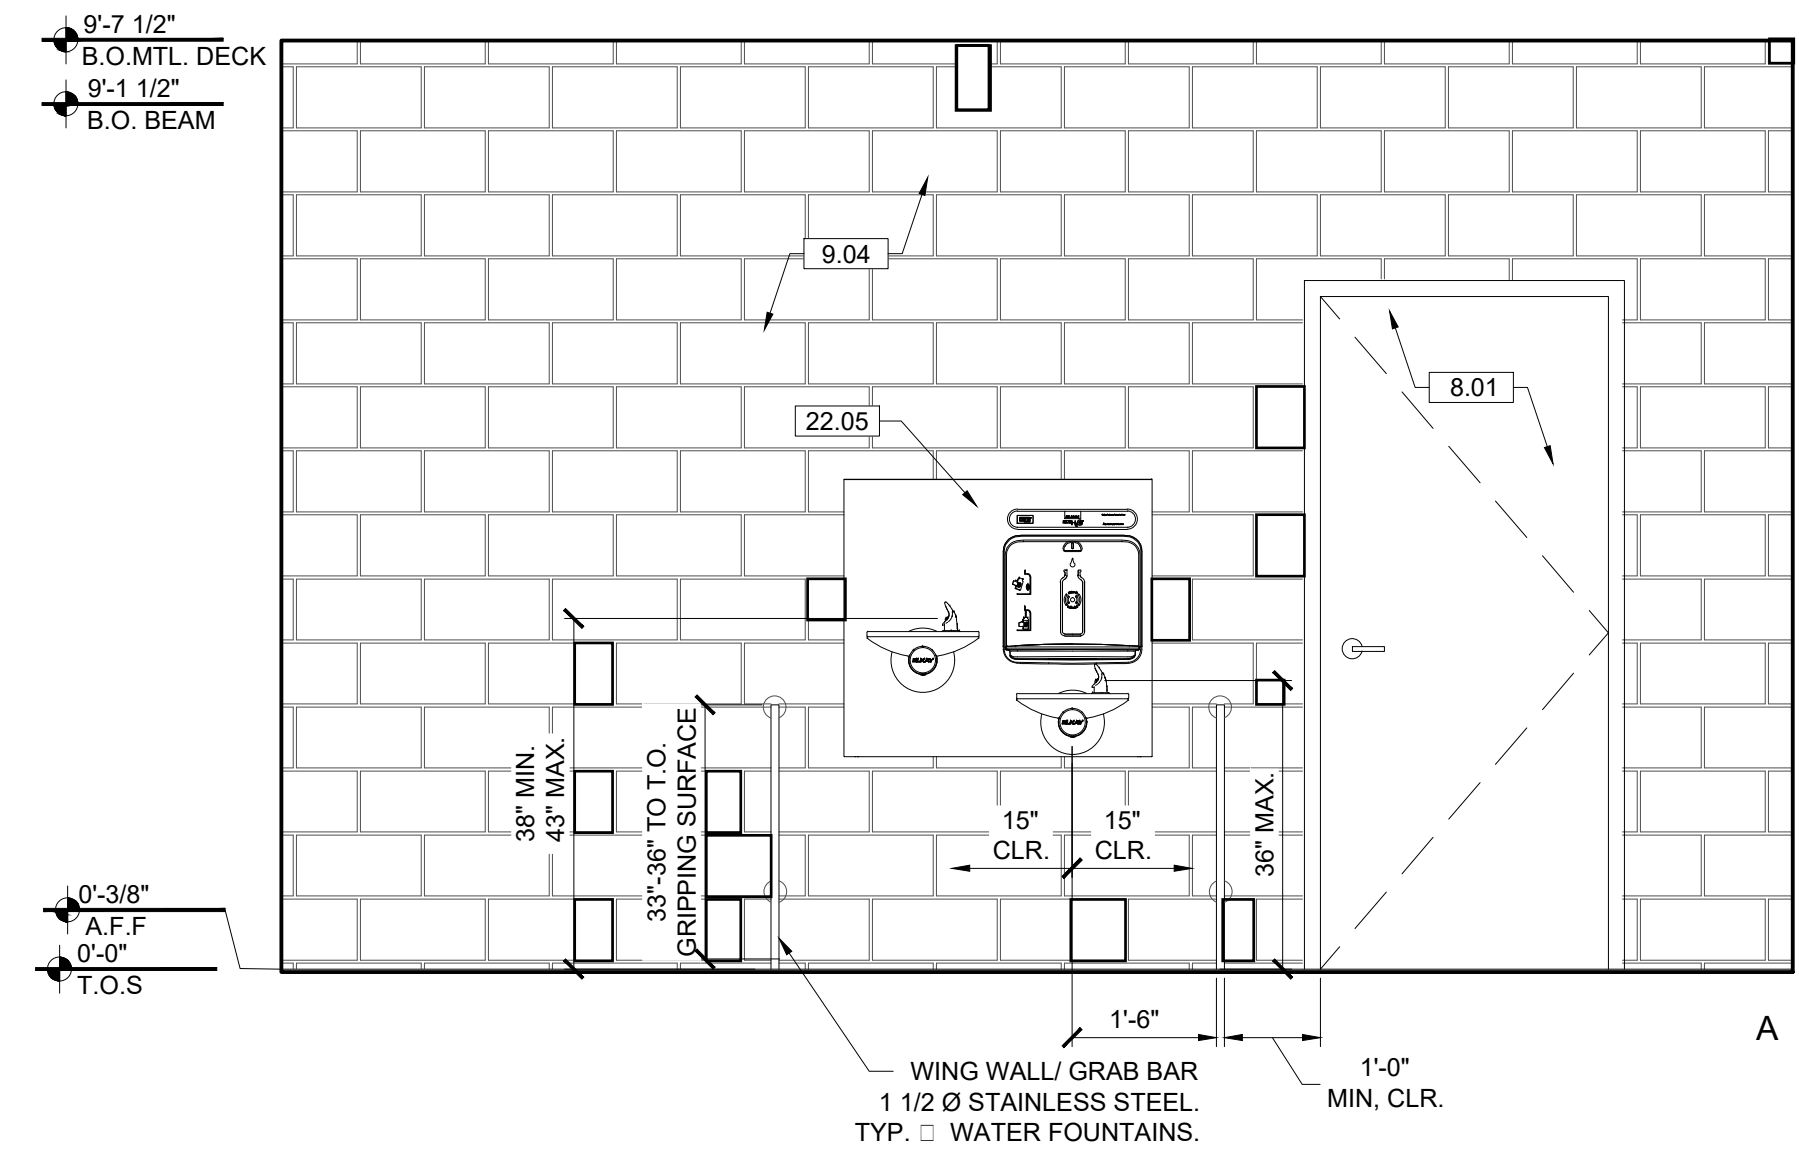 9'-7 1/2"
B.O.MTL. DECK
9'-1 1/2"
B.O. BEAM
9.04
8.01
22.05
ELKAY
ELKAY
38" MIN.
43" MAX.
33"-36" TO T.O.
GRIPPING SURFACE
15"
CLR.
15"
CLR.
36" MAX.
0'-3/8"
A.F.F
0'-0"
T.O.S
1'-6"
A
1'-0"
MIN, CLR.
WING WALL/ GRAB BAR
1 1/2 Ø STAINLESS STEEL.
TYP. □ WATER FOUNTAINS.